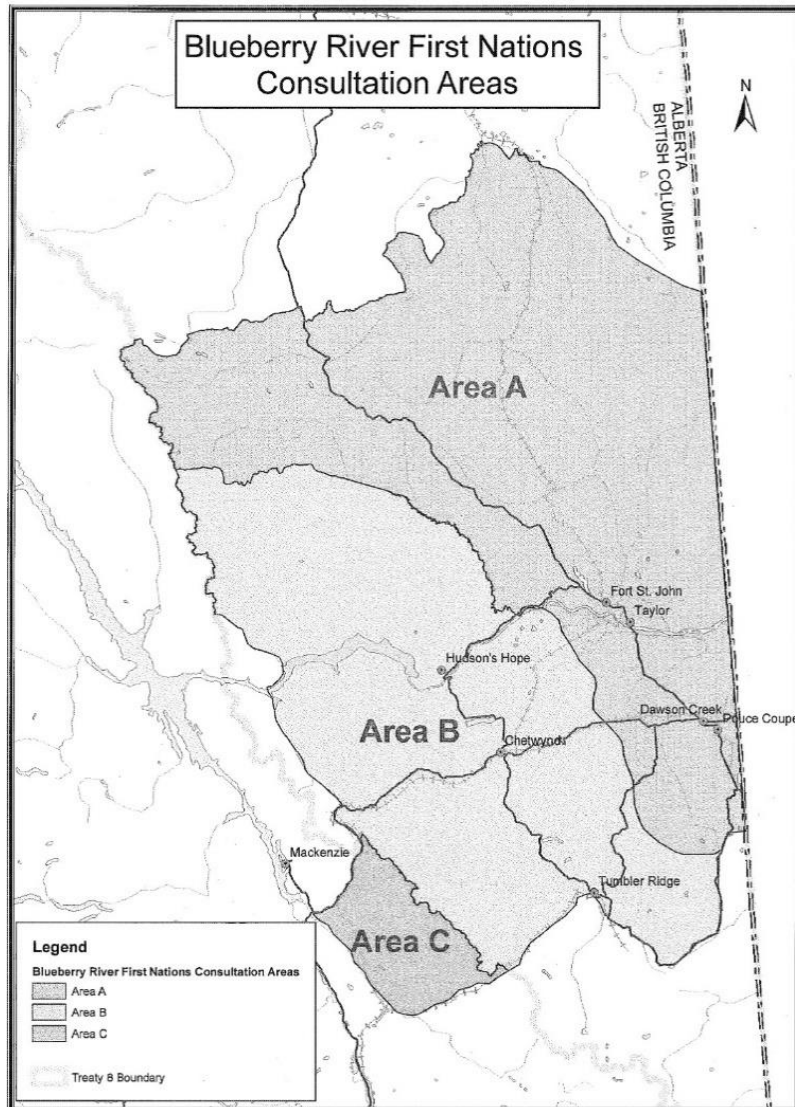 Blueberry River First Nations
Consultation Areas
N
ALBERTA
BRITISH COLUMBIA
Area A
Fort St. John
Taylor
Hudson's Hope
Dawson Creek
Pouce Coupe
Area B
Chetwynd
Mackenzie
Tumbler Ridge
Area C
Legend
Blueberry River First Nations Consultation Areas
Area A
Area B
Area C
Treaty 8 Boundary